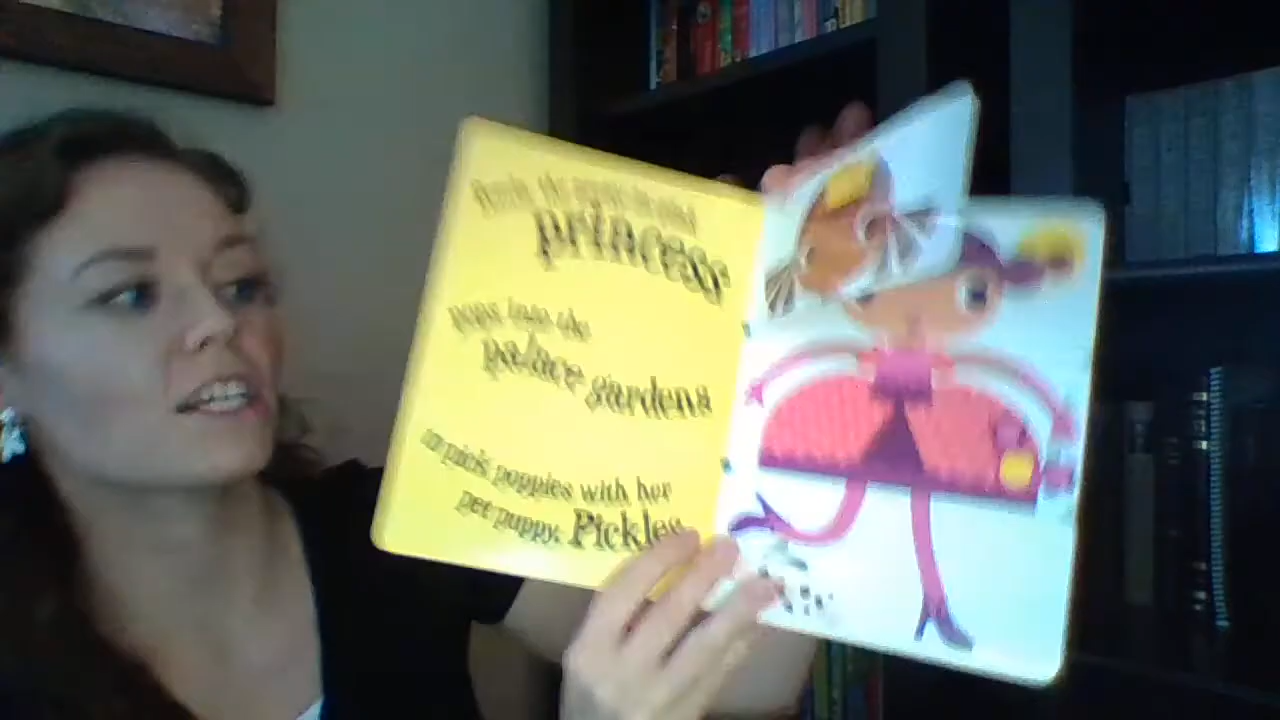 princess
pops into the
palace gardens
to pick poppies with her
pet puppy, Pickles